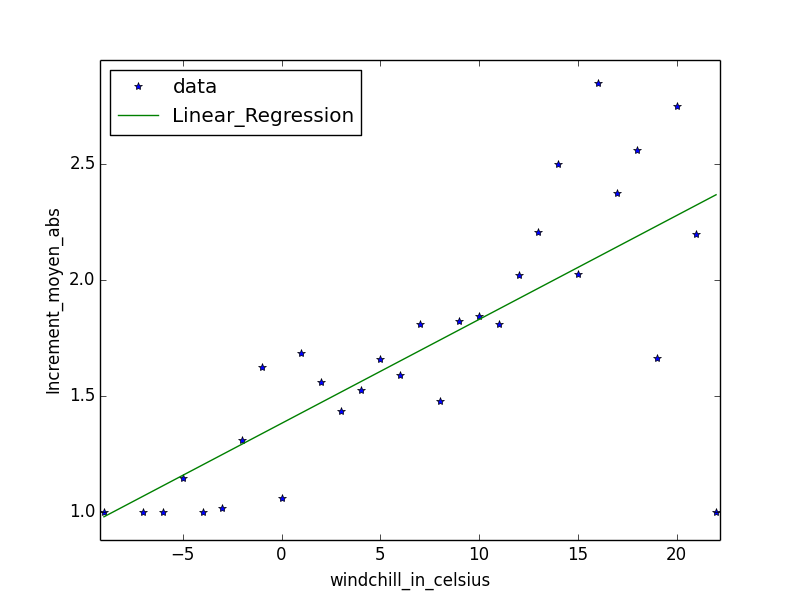 data
Linear_Regression
2.5
2.0
1.5
1.0
Increment_moyen_abs
−5
0
5
10
15
20
windchill_in_celsius